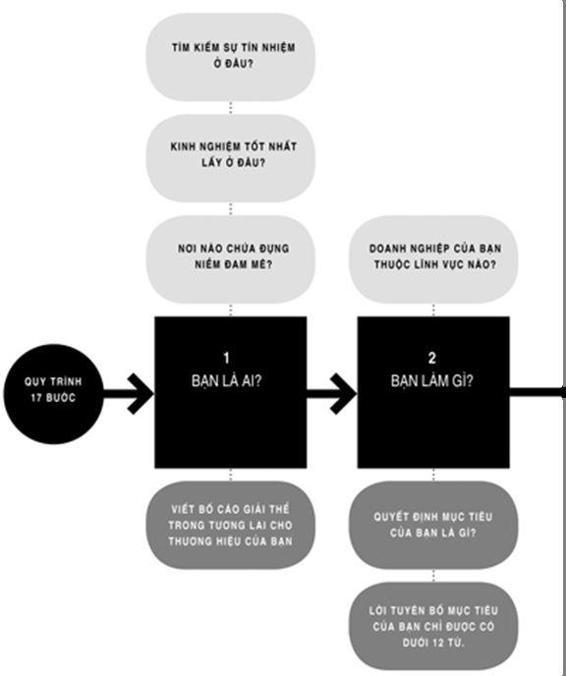 TÌM KIẾM SỰ TÍN NHIỆM
Ở ĐÂU?
KINH NGHIỆM TỐT NHẤT
LẤY Ở ĐÂU?
NƠI NÀO CHỨA ĐỰNG
NIỀM ĐAM MÊ?
DOANH NGHIỆP CỦA BẠN
THUỘC LĨNH VỰC NÀO?
QUY TRÌNH
17 BƯỚC
1
BẠN LÀ AI?
2
BẠN LÀM GÌ?
VIẾT BỐ CÁO GIẢI THỂ
TRONG TƯƠNG LAI CHO
THƯƠNG HIỆU CỦA BẠN
QUYẾT ĐỊNH MỤC TIÊU
CỦA BẠN LÀ GÌ?
LỜI TUYÊN BỐ MỤC TIÊU
CỦA BẠN CHỈ ĐƯỢC CÓ
DƯỚI 12 TỪ.